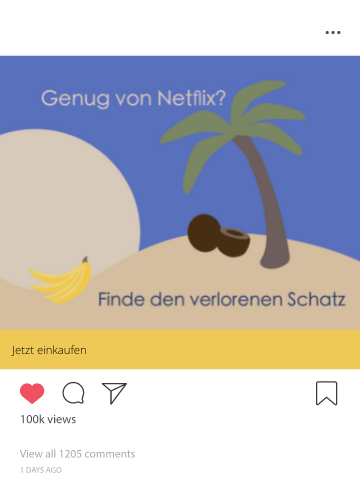 Genug von Netflix?
Finde den verlorenen Schatz
Jetzt einkaufen
100k views
View all 1205 comments
1 DAYS AGO